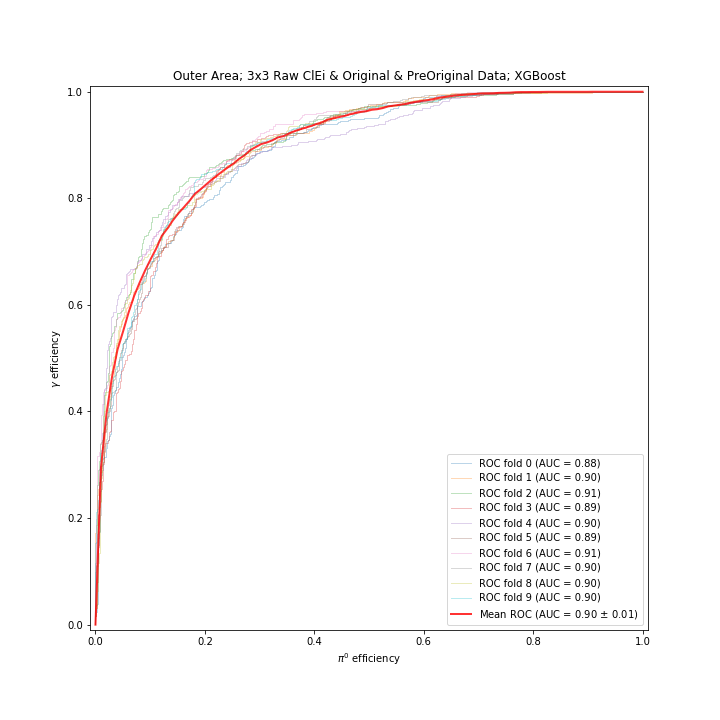 Outer Area; 3x3 Raw ClEi & Original & PreOriginal Data; XGBoost
1.0
0.8
0.6
0.4
0.2
0.0
γ efficiency
ROC fold 0 (AUC = 0.88)
ROC fold 1 (AUC = 0.90)
ROC fold 2 (AUC = 0.91)
ROC fold 3 (AUC = 0.89)
ROC fold 4 (AUC = 0.90)
ROC fold 5 (AUC = 0.89)
ROC fold 6 (AUC = 0.91)
ROC fold 7 (AUC = 0.90)
ROC fold 8 (AUC = 0.90)
ROC fold 9 (AUC = 0.90)
Mean ROC (AUC = 0.90 ± 0.01)
0.0 0.2 0.4 0.6 0.8 1.0
π⁰ efficiency